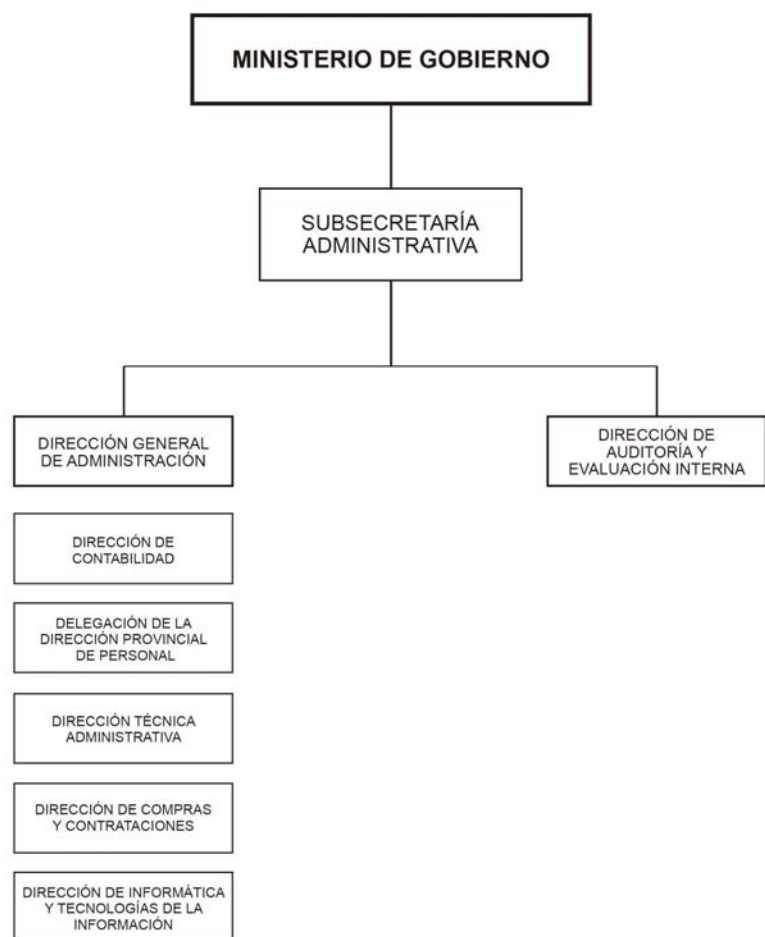 MINISTERIO DE GOBIERNO
SUBSECRETARÍA
ADMINISTRATIVA
DIRECCIÓN GENERAL
DE ADMINISTRACIÓN
DIRECCIÓN DE
AUDITORÍA Y
EVALUACIÓN INTERNA
DIRECCIÓN DE
CONTABILIDAD
DELEGACIÓN DE LA
DIRECCIÓN PROVINCIAL
DE PERSONAL
DIRECCIÓN TÉCNICA
ADMINISTRATIVA
DIRECCIÓN DE COMPRAS
Y CONTRATACIONES
DIRECCIÓN DE INFORMÁTICA
Y TECNOLOGÍAS DE LA
INFORMACIÓN